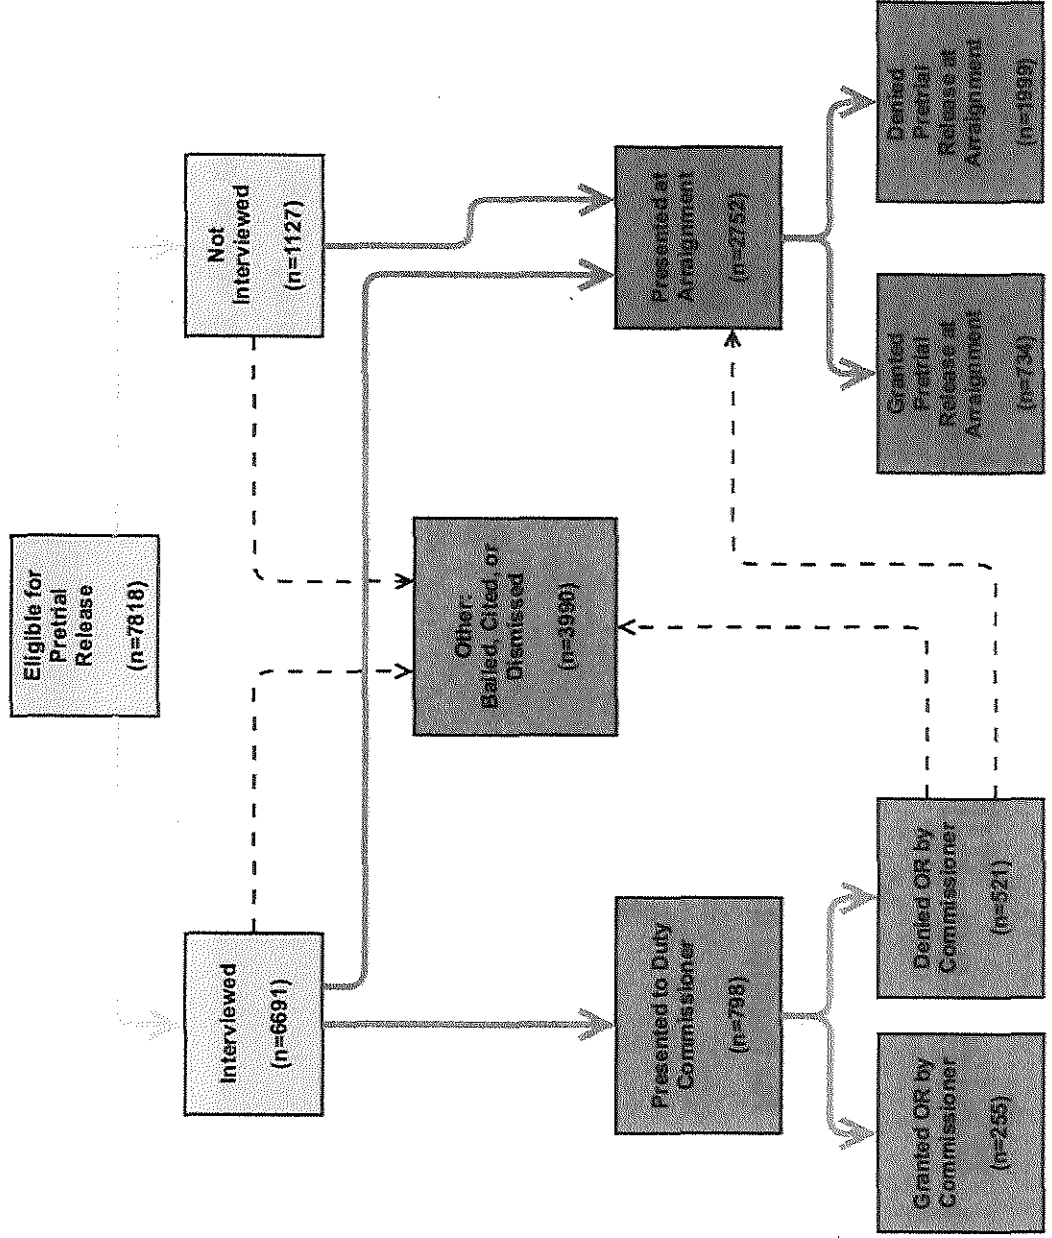 Eligible for
Pretrial
Release
(n=7818)
Interviewed
(n=6691)
Not
Interviewed
(n=1127)
Other:
Bailed, Cited, or
Dismissed
(n=3990)
Presented to Duty
Commissioner
(n=798)
Presented at
Arraignment
(n=2752)
Granted OR by
Commissioner
(n=255)
Denied OR by
Commissioner
(n=521)
Granted
Pretrial
Release at
Arraignment
(n=734)
Denied
Pretrial
Release at
Arraignment
(n=1999)